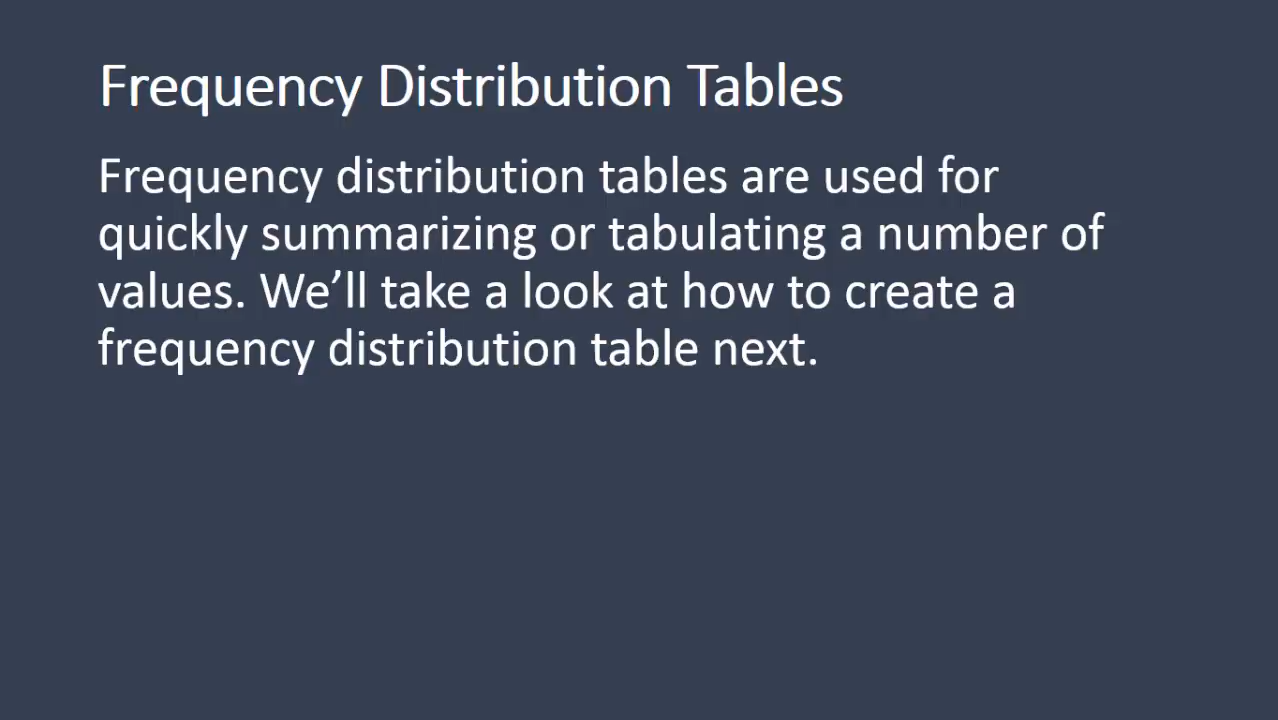 Frequency Distribution Tables
Frequency distribution tables are used for
quickly summarizing or tabulating a number of
values. We’ll take a look at how to create a
frequency distribution table next.